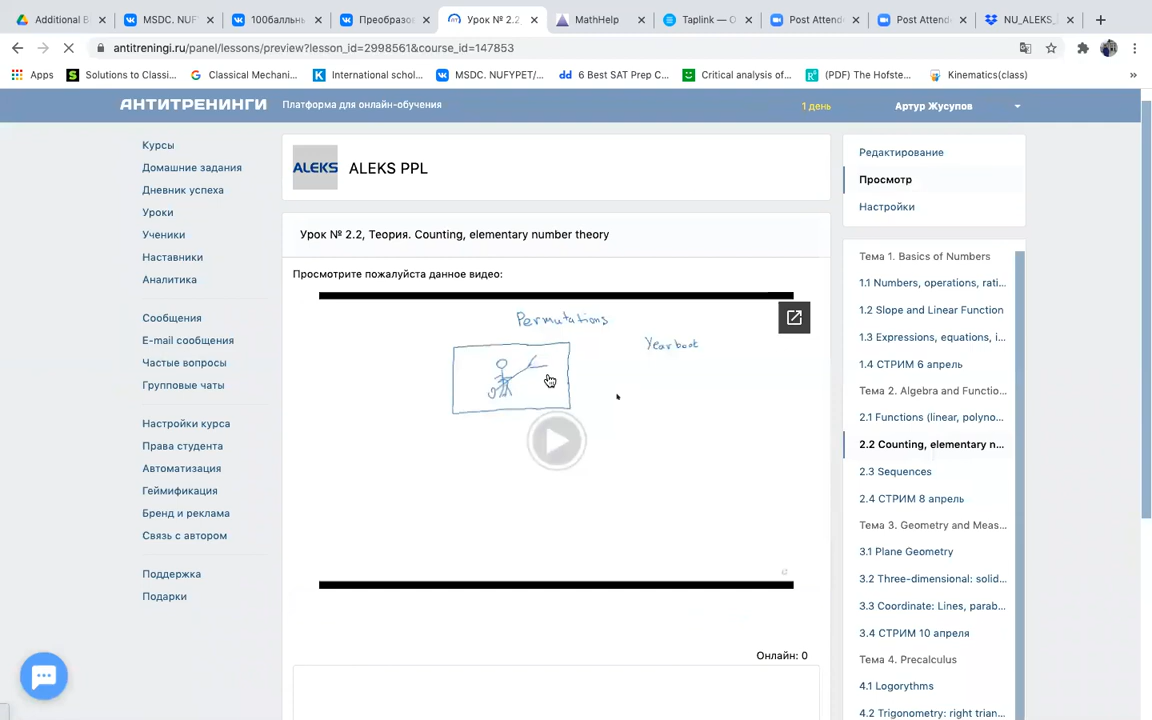 Additional B
MSDC. NUF
100балльн
Преобразов
Урок № 2.2,
MathHelp
Taplink — О
Post Attende
Post Attende
NU_ALEKS_
antitreningi.ru/panel/lessons/preview?lesson_id=2998561&course_id=147853
Apps
Solutions to Classi...
Classical Mechani...
International schol...
MSDC. NUFYPET/...
6 Best SAT Prep C...
Critical analysis of...
(PDF) The Hofste...
Kinematics(class)
»
АНТИТРЕНИНГИ
Платформа для онлайн-обучения
1 день
Артур Жусупов
Курсы
Домашние задания
Дневник успеха
Уроки
Ученики
Наставники
Аналитика
Сообщения
E-mail сообщения
Частые вопросы
Групповые чаты
Настройки курса
Права студента
Автоматизация
Геймификация
Бренд и реклама
Связь с автором
Поддержка
Подарки
ALEKS
ALEKS PPL
Урок № 2.2, Теория. Counting, elementary number theory
Просмотрите пожалуйста данное видео:
Permutations
Yearbook
Онлайн: 0
Редактирование
Просмотр
Настройки
Тема 1. Basics of Numbers
1.1 Numbers, operations, rati...
1.2 Slope and Linear Function
1.3 Expressions, equations, i...
1.4 СТРИМ 6 апрель
Тема 2. Algebra and Functio...
2.1 Functions (linear, polyno...
2.2 Counting, elementary n...
2.3 Sequences
2.4 СТРИМ 8 апрель
Тема 3. Geometry and Meas...
3.1 Plane Geometry
3.2 Three-dimensional: solid...
3.3 Coordinate: Lines, parab...
3.4 СТРИМ 10 апреля
Тема 4. Precalculus
4.1 Logorythms
4.2 Trigonometry: right trian...